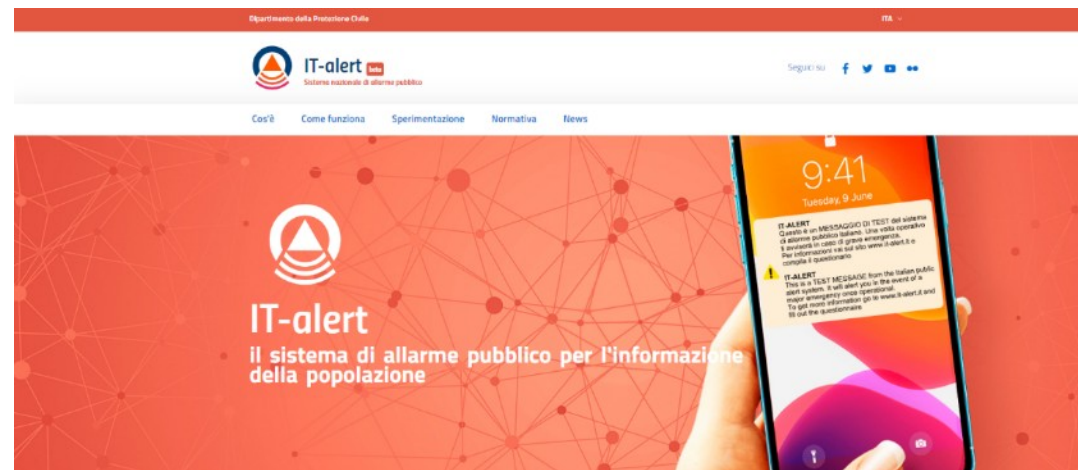 Dipartimento della Protezione Civile
ITA
IT-alert beta
Sistema nazionale di allarme pubblico
Seguici su
Cos'è Come funziona Sperimentazione Normativa News
9:41
Tuesday, 9 June
IT-ALERT
Questo è un MESSAGGIO DI TEST del sistema
di allarme pubblico italiano. Una volta operativo
ti avviserà in caso di grave emergenza.
Per informazioni vai sul sito www.it-alert.it e
compila il questionario
IT-ALERT
This is a TEST MESSAGE from the Italian public
alert system. It will alert you in the event of a
major emergency once operational.
To get more information go to www.it-alert.it and
fill out the questionnaire
IT-alert
il sistema di allarme pubblico per l'informazione
della popolazione